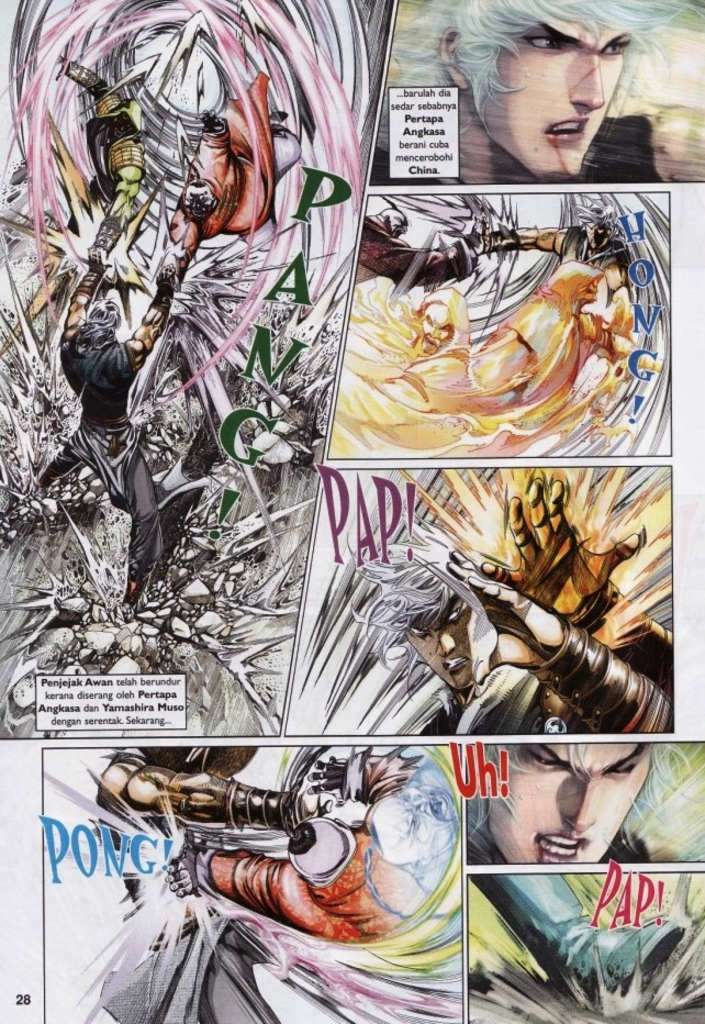 PANG
PANG!
Penjejak Awan telah berundur
kerana diserang oleh Pertapa
Angkasa dan Yamashira Muso
dengan serentak. Sekarang...
...barulah dia
sedar sebabnya
Pertapa
Angkasa
berani cuba
mencerobohi
China.
HONG!
PAP!
PONG!
Uh!
PAP!
28